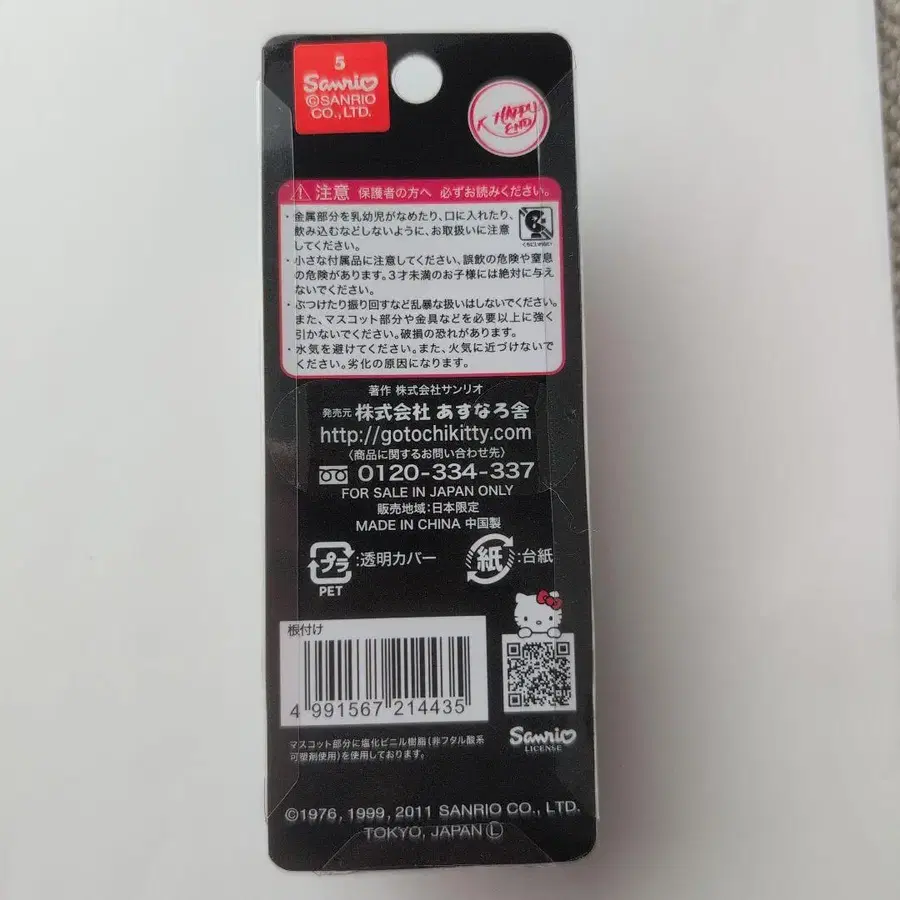 5
Sanrio
©SANRIO
CO., LTD.
K HAPPY
END
注意 保護者の方へ 必ずお読みください。
・金属部分を乳幼児がなめたり、口に入れたり、
飲み込むなどしないように、お取扱いに注意
してください。
・小さな付属品に注意してください、誤飲の危険や窒息
の危険があります。3才未満のお子様には絶対に与え
ないでください。
・ぶつけたり振り回すなど乱暴な扱いはしないでください。
また、マスコット部分や金具などを必要以上に強く
引かないでください。破損の恐れがあります。
・水気を避けてください。また、火気に近づけないで
ください。劣化の原因になります。
著作 株式会社サンリオ
発売元 株式会社 あすなろ舎
http://gotochikitty.com
〈商品に関するお問い合わせ先〉
0120-334-337
FOR SALE IN JAPAN ONLY
販売地域:日本限定
MADE IN CHINA 中国製
プラ:透明カバー
PET
紙:台紙
根付け
4 991567 214435
マスコット部分に塩化ビニル樹脂(非フタル酸系
可塑剤使用)を使用しております。
Sanrio
LICENSE
©1976, 1999, 2011 SANRIO CO., LTD.
TOKYO, JAPAN Ⓛ